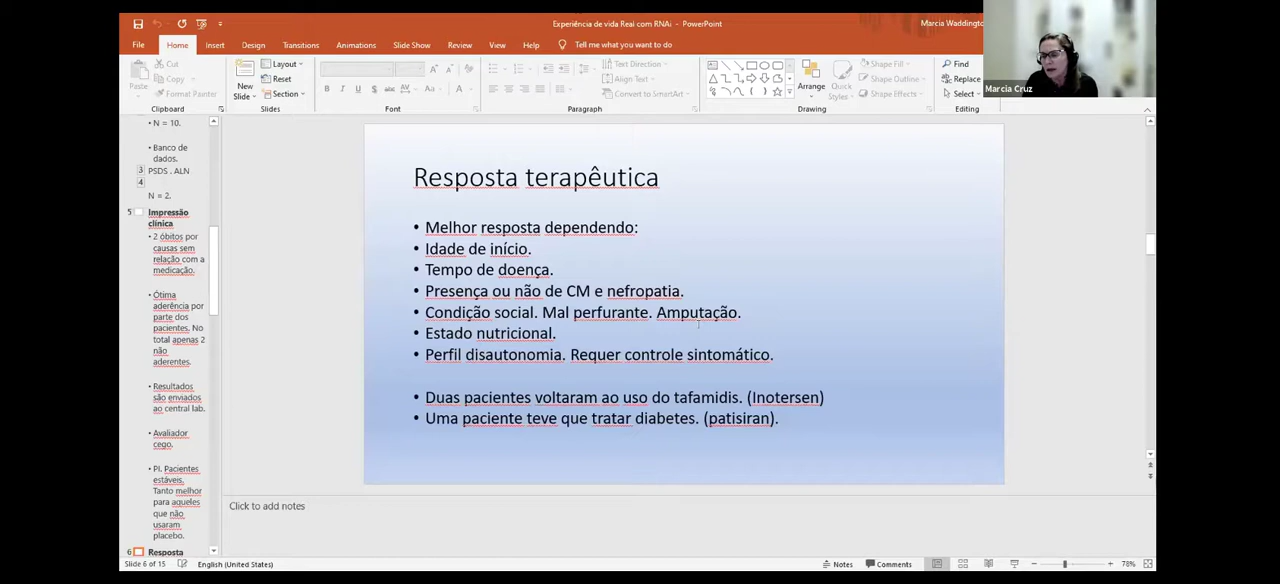 Experiência de vida Real com RNAi - PowerPoint
Marcia Waddington
File Home Insert Design Transitions Animations Slide Show Review View Help Tell me what you want to do
Marcia Cruz
Paste
Cut
Copy
Format Painter
Clipboard
New Slide
Layout
Reset
Section
Slides
B I U S abc AV Aa A
Font
Text Direction
Align Text
Convert to SmartArt
Paragraph
Arrange
Quick Styles
Shape Fill
Shape Outline
Shape Effects
Drawing
Find
Replace
Select
Editing
N = 10.
• Banco de
dados.
3 PSDS . ALN
4
N = 2.
5 Impressão
clínica
• 2 óbitos por
causas sem
relação com a
medicação.
Ótima
aderência por
parte dos
pacientes. No
total apenas 2
não
aderentes.
Resultados
são enviados
ao central lab.
Avaliador
cego.
PI. Pacientes
estáveis.
Tanto melhor
para aqueles
que não
usaram
placebo.
6 Resposta
Resposta terapêutica
• Melhor resposta dependendo:
• Idade de início.
• Tempo de doença.
• Presença ou não de CM e nefropatia.
• Condição social. Mal perfurante. Amputação.
• Estado nutricional.
• Perfil disautonomia. Requer controle sintomático.
• Duas pacientes voltaram ao uso do tafamidis. (Inotersen)
• Uma paciente teve que tratar diabetes. (patisiran).
Click to add notes
Slide 6 of 15 English (United States) Notes Comments 78%